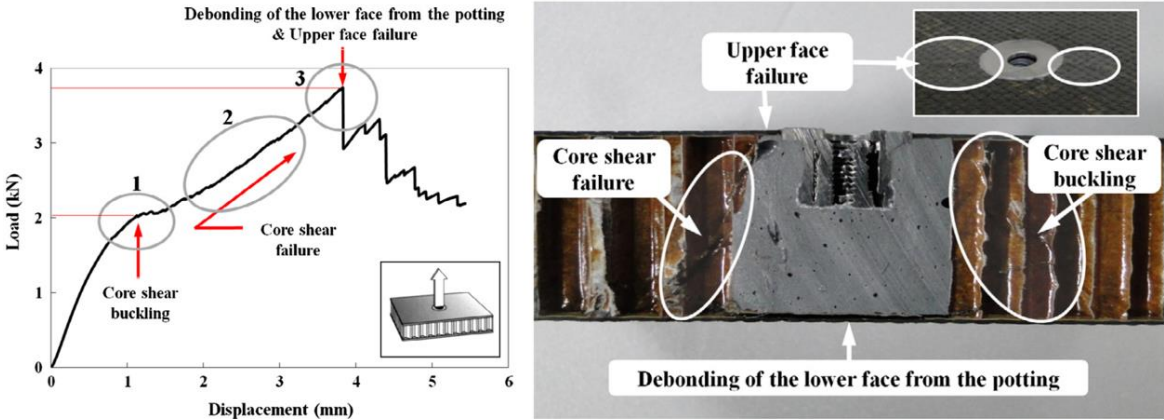 Debonding of the lower face from the potting
& Upper face failure
4
3
2
1
0
Load (kN)
3
2
1
Core shear
failure
Core shear
buckling
0
1
2
3
4
5
6
Displacement (mm)
Upper face
failure
Core shear
failure
Core shear
buckling
Debonding of the lower face from the potting